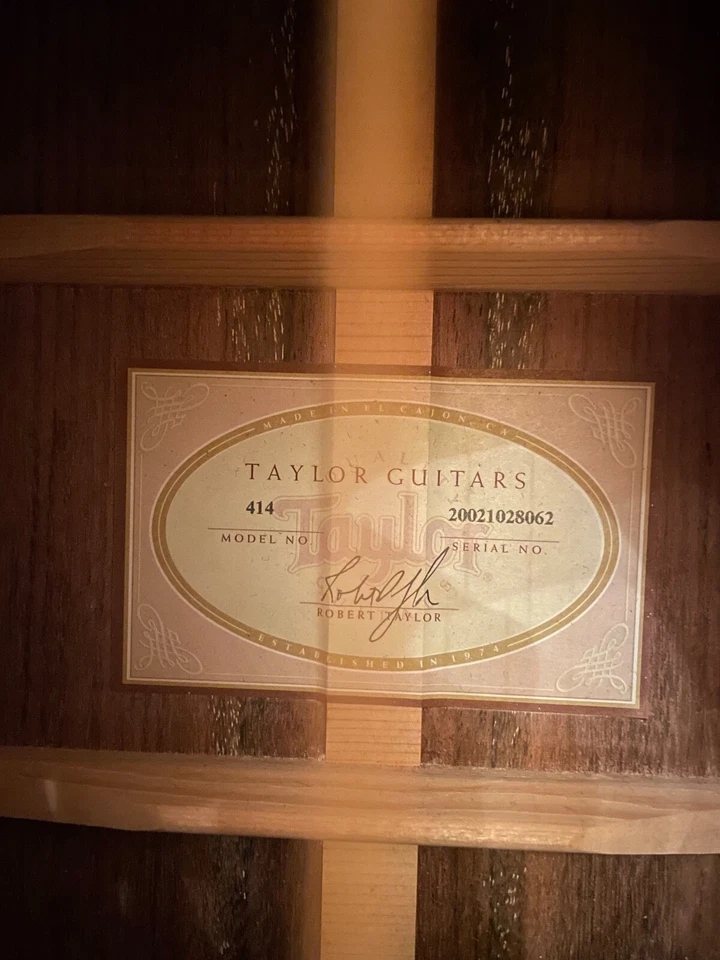 MADE IN EL CAJON, CA
TAYLOR GUITARS
414 20021028062
MODEL NO. SERIAL NO.
Taylor
ROBERT TAYLOR
ESTABLISHED IN 1974